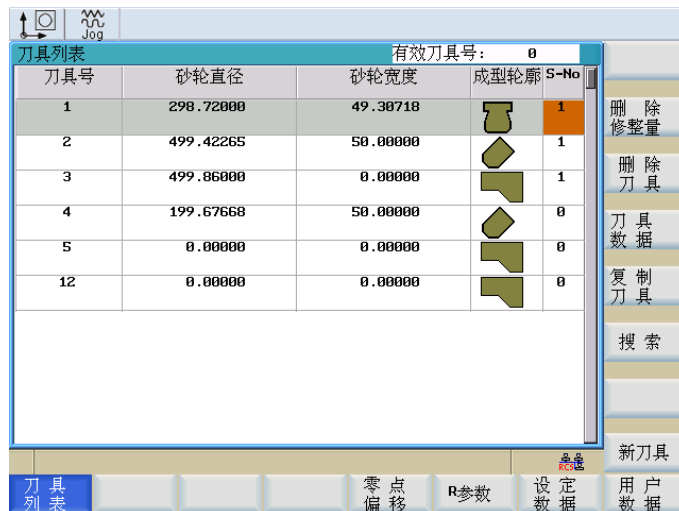 Jog
刀具列表 有效刀具号: 0
刀具号 砂轮直径 砂轮宽度 成型轮廓 S-No
1 298.72000 49.30718 1
2 499.42265 50.00000 1
3 499.86000 0.00000 1
4 199.67668 50.00000 0
5 0.00000 0.00000 0
12 0.00000 0.00000 0
删 除
修整量
删 除
刀 具
刀 具
数 据
复 制
刀 具
搜 索
新刀具
RCS
刀 具
列 表
零 点
偏 移
R参数
设 定
数 据
用 户
数 据